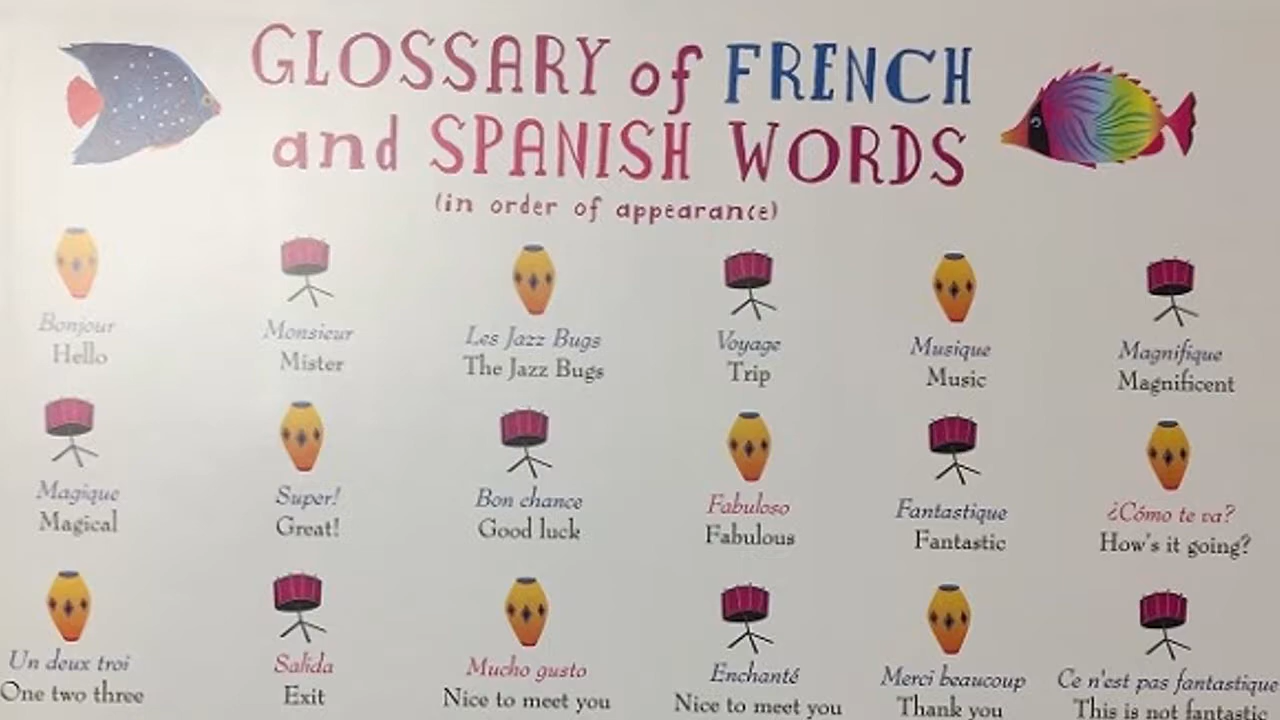 GLOSSARY of FRENCH
and SPANISH WORDS
(in order of appearance)
Bonjour
Hello
Monsieur
Mister
Les Jazz Bugs
The Jazz Bugs
Voyage
Trip
Musique
Music
Magnifique
Magnificent
Magique
Magical
Super!
Great!
Bon chance
Good luck
Fabuloso
Fabulous
Fantastique
Fantastic
¿Cómo te va?
How's it going?
Un deux troi
One two three
Salida
Exit
Mucho gusto
Nice to meet you
Enchanté
Nice to meet you
Merci beaucoup
Thank you
Ce n'est pas fantastique
This is not fantastic